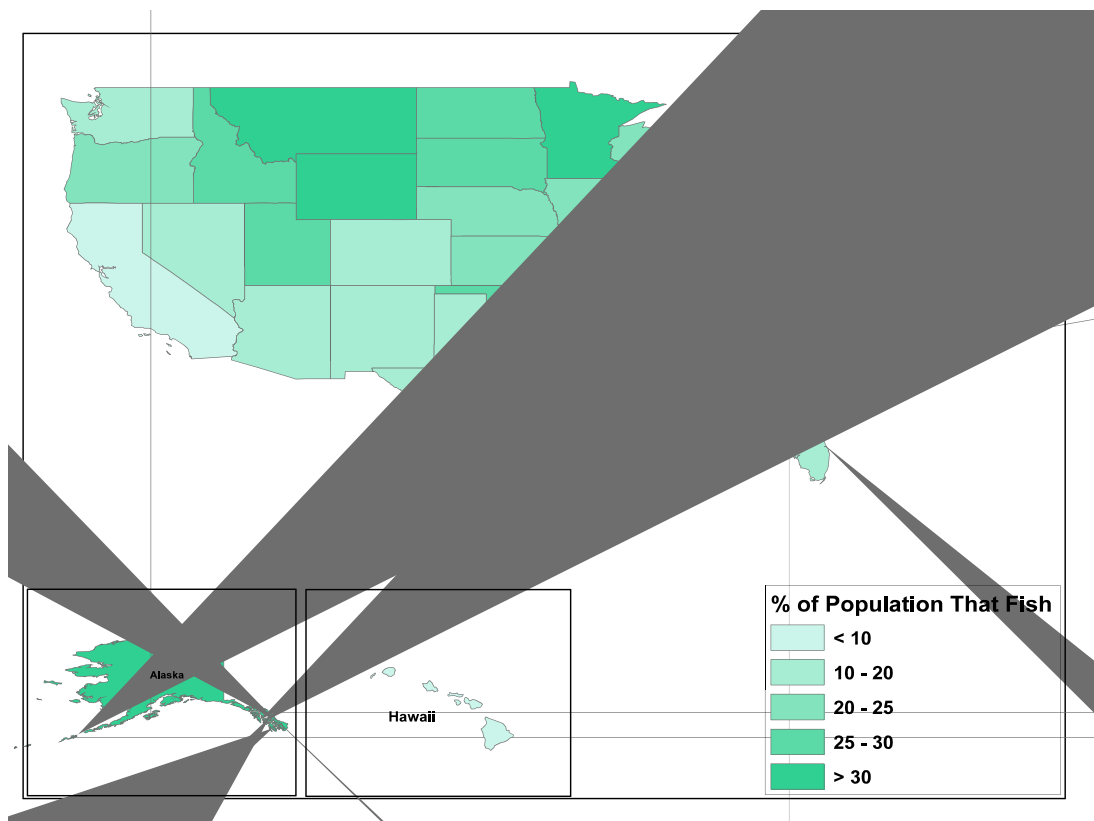 % of Population That Fish
< 10
10 - 20
20 - 25
25 - 30
> 30
Alaska
Hawaii